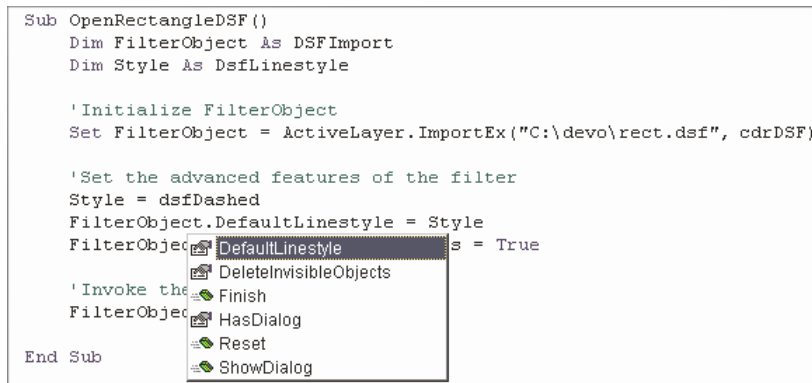 Sub OpenRectangleDSF()
Dim FilterObject As DSFImport
Dim Style As DsfLinestyle
'Initialize FilterObject
Set FilterObject = ActiveLayer.ImportEx("C:\devo\rect.dsf", cdrDSF)
'Set the advanced features of the filter
Style = dsfDashed
FilterObject.DefaultLinestyle = Style
FilterObjec s = True
'Invoke the
FilterObjec
End Sub
DefaultLinestyle
DeleteInvisibleObjects
Finish
HasDialog
Reset
ShowDialog